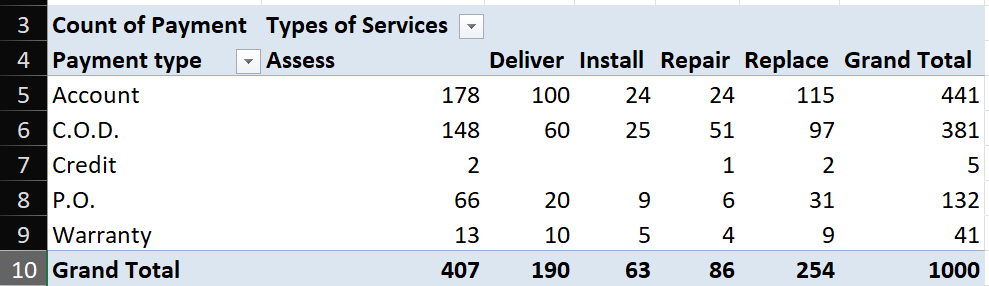 3 Count of Payment Types of Services
4 Payment type Assess Deliver Install Repair Replace Grand Total
5 Account 178 100 24 24 115 441
6 C.O.D. 148 60 25 51 97 381
7 Credit 2 1 2 5
8 P.O. 66 20 9 6 31 132
9 Warranty 13 10 5 4 9 41
10 Grand Total 407 190 63 86 254 1000